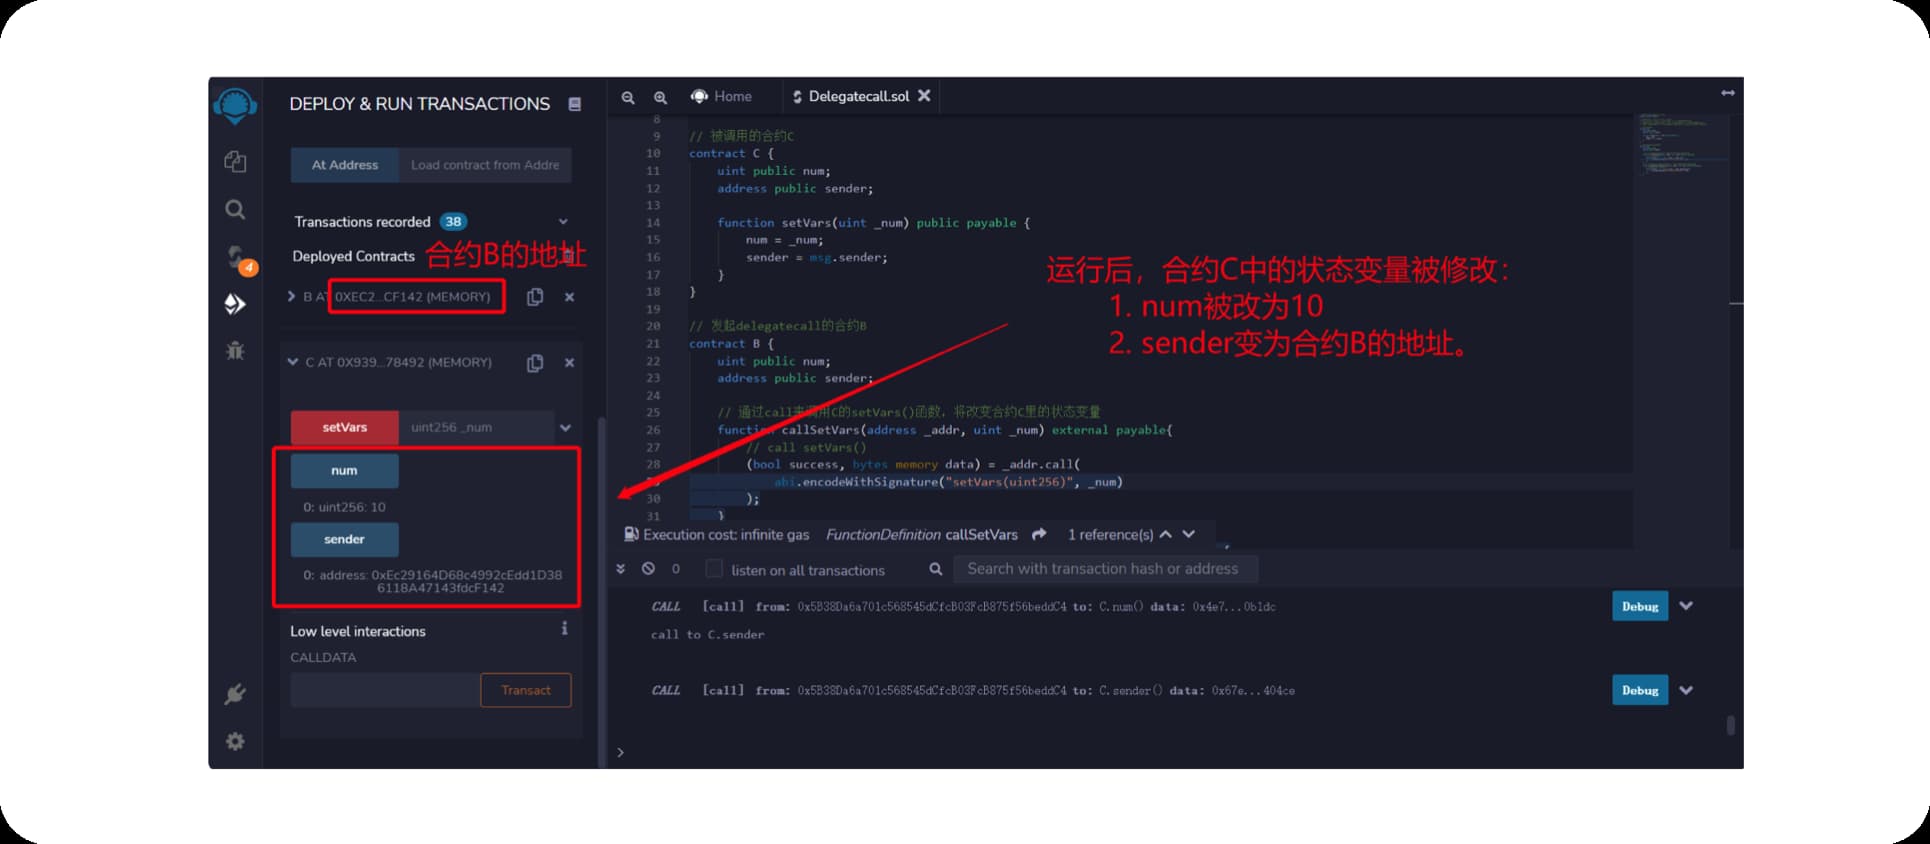 DEPLOY & RUN TRANSACTIONS
At Address
Load contract from Addre
Transactions recorded 38
Deployed Contracts
合约B的地址
4
B AT 0XEC2...CF142 (MEMORY)
C AT 0X939...78492 (MEMORY)
setVars
uint256 _num
num
0: uint256: 10
sender
0: address: 0xEc29164D68c4992cEdd1D38
6118A47143fdcF142
Low level interactions
i
CALLDATA
Transact
Home
Delegatecall.sol
8
9 // 被调用的合约C
10 contract C {
11 uint public num;
12 address public sender;
13
14 function setVars(uint _num) public payable {
15 num = _num;
16 sender = msg.sender;
17 }
18 }
19
20 // 发起delegatecall的合约B
21 contract B {
22 uint public num;
23 address public sender;
24
25 // 通过call来调用C的setVars()函数，将改变合约C里的状态变量
26 function callSetVars(address _addr, uint _num) external payable{
27 // call setVars()
28 (bool success, bytes memory data) = _addr.call(
abi.encodeWithSignature("setVars(uint256)", _num)
30 );
31 }
运行后，合约C中的状态变量被修改：
1. num被改为10
2. sender变为合约B的地址。
Execution cost: infinite gas FunctionDefinition callSetVars 1 reference(s)
0 listen on all transactions
Search with transaction hash or address
CALL [call] from: 0x5B38Da6a701c568545dCfcB03FcB875f56beddC4 to: C.num() data: 0x4e7...0b1dc
Debug
call to C.sender
CALL [call] from: 0x5B38Da6a701c568545dCfcB03FcB875f56beddC4 to: C.sender() data: 0x67e...404ce
Debug
>